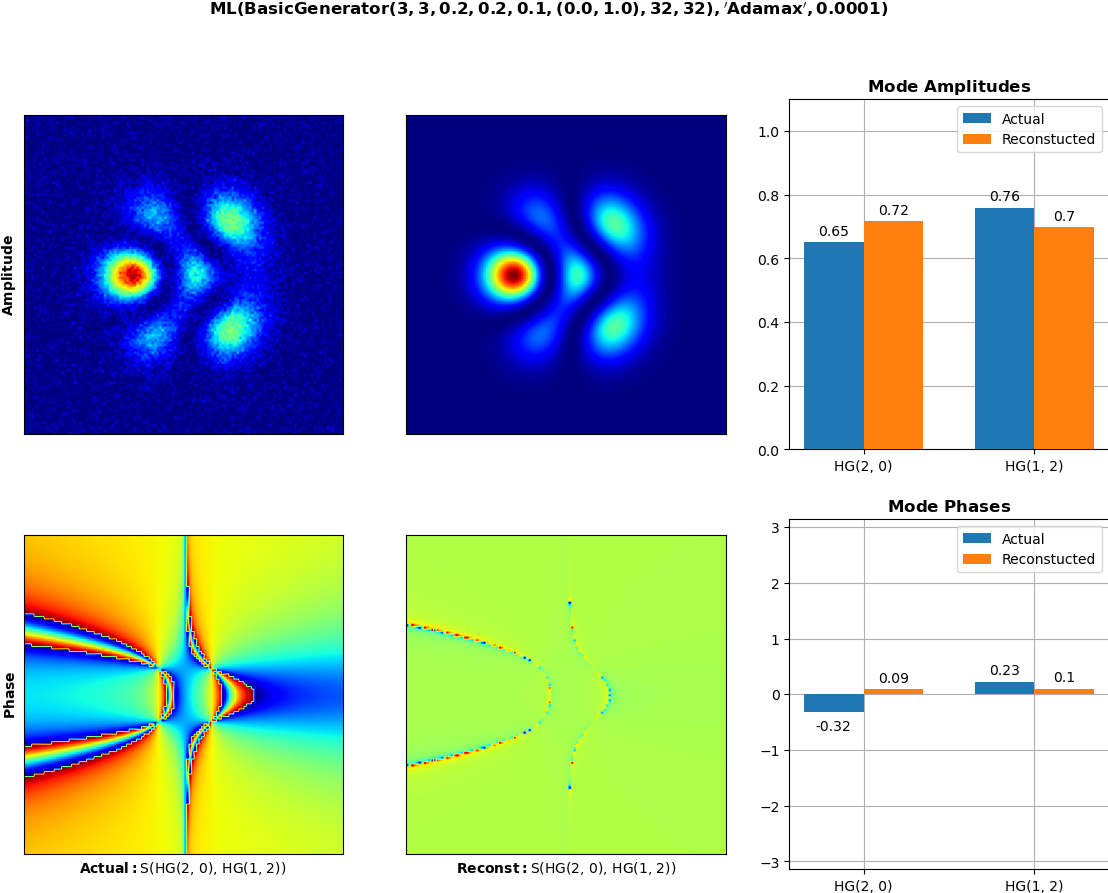 ML(BasicGenerator(3, 3, 0.2, 0.2, 0.1, (0.0, 1.0), 32, 32), ′Adamax′, 0.0001)
Amplitude
Mode Amplitudes
Actual
Reconstucted
1.0
0.8
0.6
0.4
0.2
0.0
0.65
0.72
0.76
0.7
HG(2, 0)
HG(1, 2)
Phase
Actual: S(HG(2, 0), HG(1, 2))
Reconst: S(HG(2, 0), HG(1, 2))
Mode Phases
Actual
Reconstucted
3
2
1
0
−1
−2
−3
-0.32
0.09
0.23
0.1
HG(2, 0)
HG(1, 2)